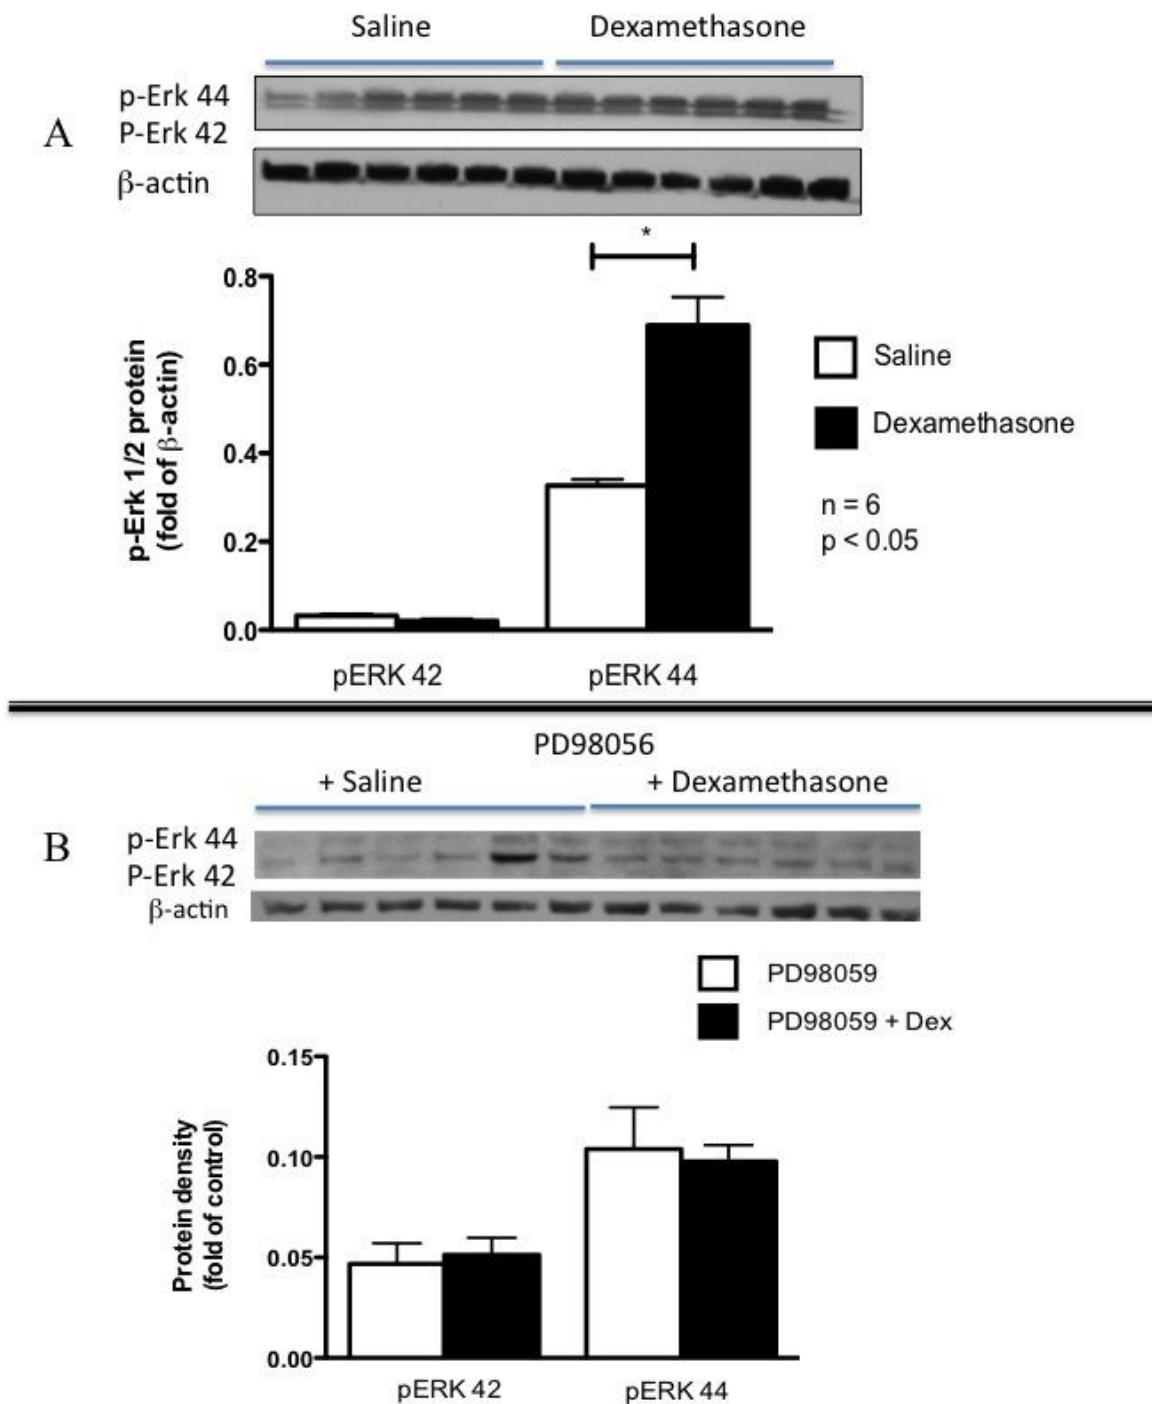 Saline Dexamethasone
p-Erk 44
A
P-Erk 42
β-actin
*
0.8
0.6
0.4
0.2
0.0
p-Erk 1/2 protein
(fold of β-actin)
Saline
Dexamethasone
n = 6
p < 0.05
pERK 42 pERK 44
PD98056
+ Saline + Dexamethasone
B
p-Erk 44
P-Erk 42
β-actin
PD98059
PD98059 + Dex
0.15
0.10
0.05
0.00
Protein density
(fold of control)
pERK 42 pERK 44